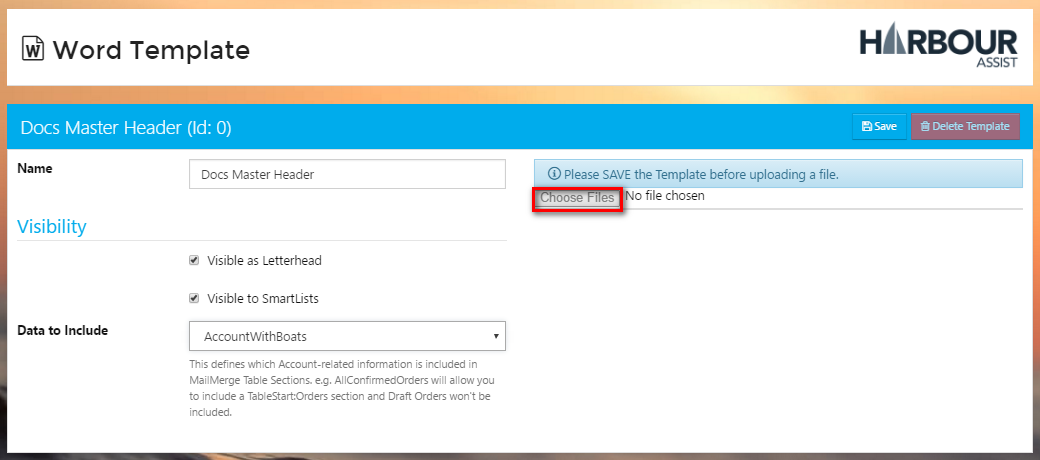 Word Template
HARBOUR
ASSIST
Docs Master Header (Id: 0)
Save
Delete Template
Name
Docs Master Header
Please SAVE the Template before uploading a file.
Choose Files No file chosen
Visibility
Visible as Letterhead
Visible to SmartLists
Data to Include
AccountWithBoats
This defines which Account-related information is included in
MailMerge Table Sections. e.g. AllConfirmedOrders will allow you
to include a TableStart:Orders section and Draft Orders won't be
included.